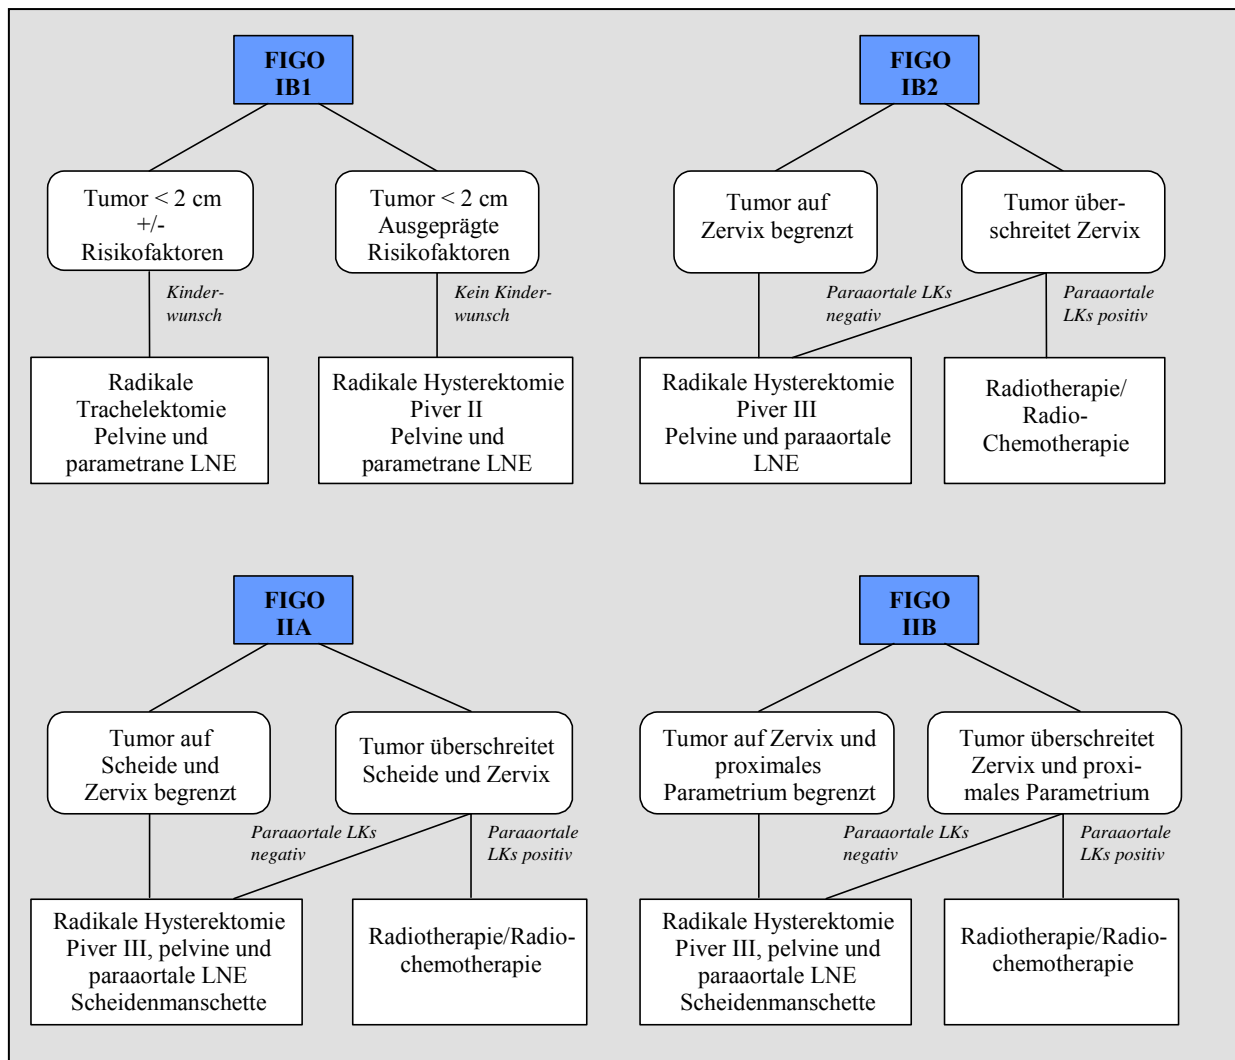 FIGO
IB1
Tumor < 2 cm
+/-
Risikofaktoren
Tumor < 2 cm
Ausgeprägte
Risikofaktoren
Kinder-
wunsch
Kein Kinder-
wunsch
Radikale
Trachelektomie
Pelvine und
parametrane LNE
Radikale Hysterektomie
Piver II
Pelvine und
parametrane LNE
FIGO
IB2
Tumor auf
Zervix begrenzt
Tumor über-
schreitet Zervix
Paraaortale LKs
negativ
Paraaortale
LKs positiv
Radikale Hysterektomie
Piver III
Pelvine und paraaortale
LNE
Radiotherapie/
Radio-
Chemotherapie
FIGO
IIA
Tumor auf
Scheide und
Zervix begrenzt
Tumor überschreitet
Scheide und Zervix
Paraaortale LKs
negativ
Paraaortale
LKs positiv
Radikale Hysterektomie
Piver III, pelvine und
paraaortale LNE
Scheidenmanschette
Radiotherapie/Radio-
chemotherapie
FIGO
IIB
Tumor auf Zervix und
proximales
Parametrium begrenzt
Tumor überschreitet
Zervix und proxi-
males Parametrium
Paraaortale LKs
negativ
Paraaortale
LKs positiv
Radikale Hysterektomie
Piver III, pelvine und
paraaortale LNE
Scheidenmanschette
Radiotherapie/Radio-
chemotherapie